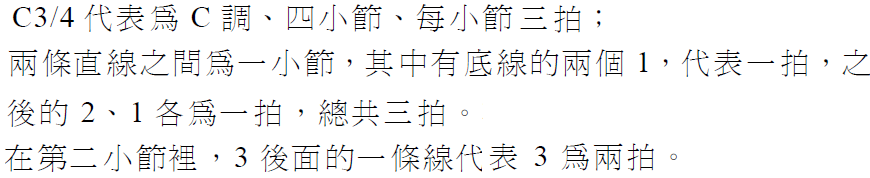 C3/4 代表爲 C 調、四小節、每小節三拍；
兩條直線之間爲一小節，其中有底線的兩個 1，代表一拍，之
後的 2、1 各爲一拍，總共三拍。
在第二小節裡，3 後面的一條線代表 3 爲兩拍。